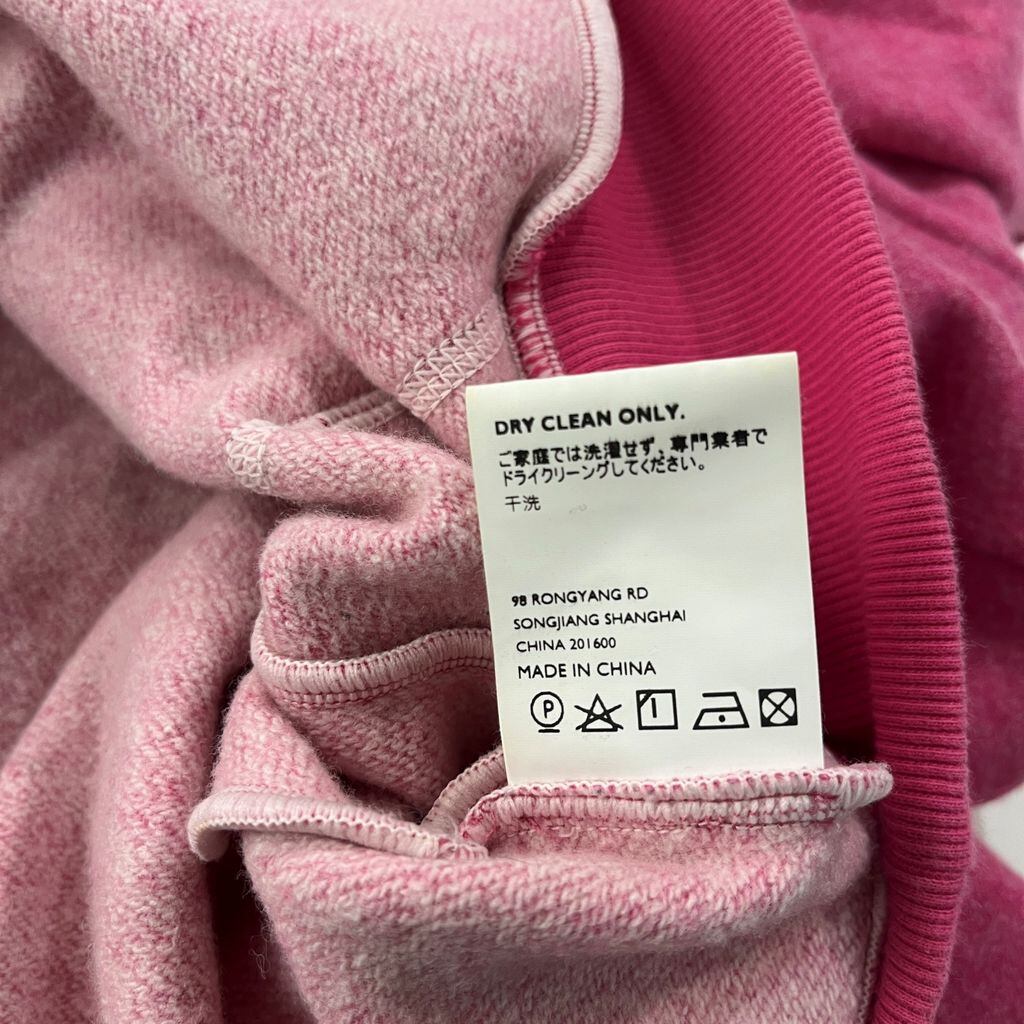 DRY CLEAN ONLY.
ご家庭では洗濯せず、専門業者で
ドライクリーニングしてください。
干洗
98 RONGYANG RD
SONGJIANG SHANGHAI
CHINA 201600
MADE IN CHINA
P